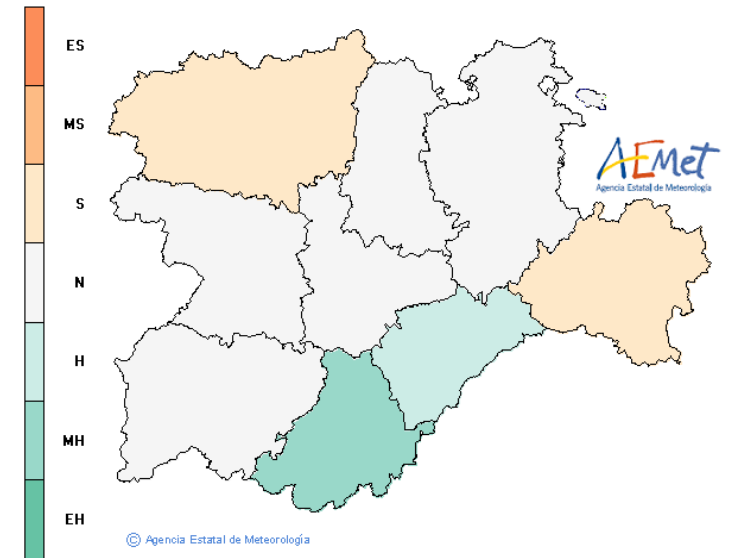 ES
MS
S
N
H
MH
EH
AEMet
Agencia Estatal de Meteorología
© Agencia Estatal de Meteorología